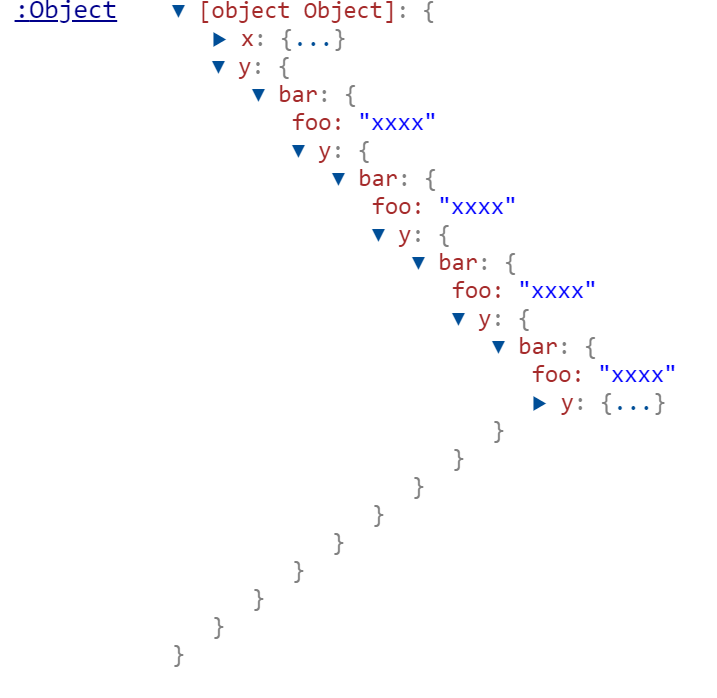 :Object ▼ [object Object]: {
▶ x: {...}
▼ y: {
▼ bar: {
foo: "xxxx"
▼ y: {
▼ bar: {
foo: "xxxx"
▼ y: {
▼ bar: {
foo: "xxxx"
▼ y: {
▼ bar: {
foo: "xxxx"
▶ y: {...}
}
}
}
}
}
}
}
}
}